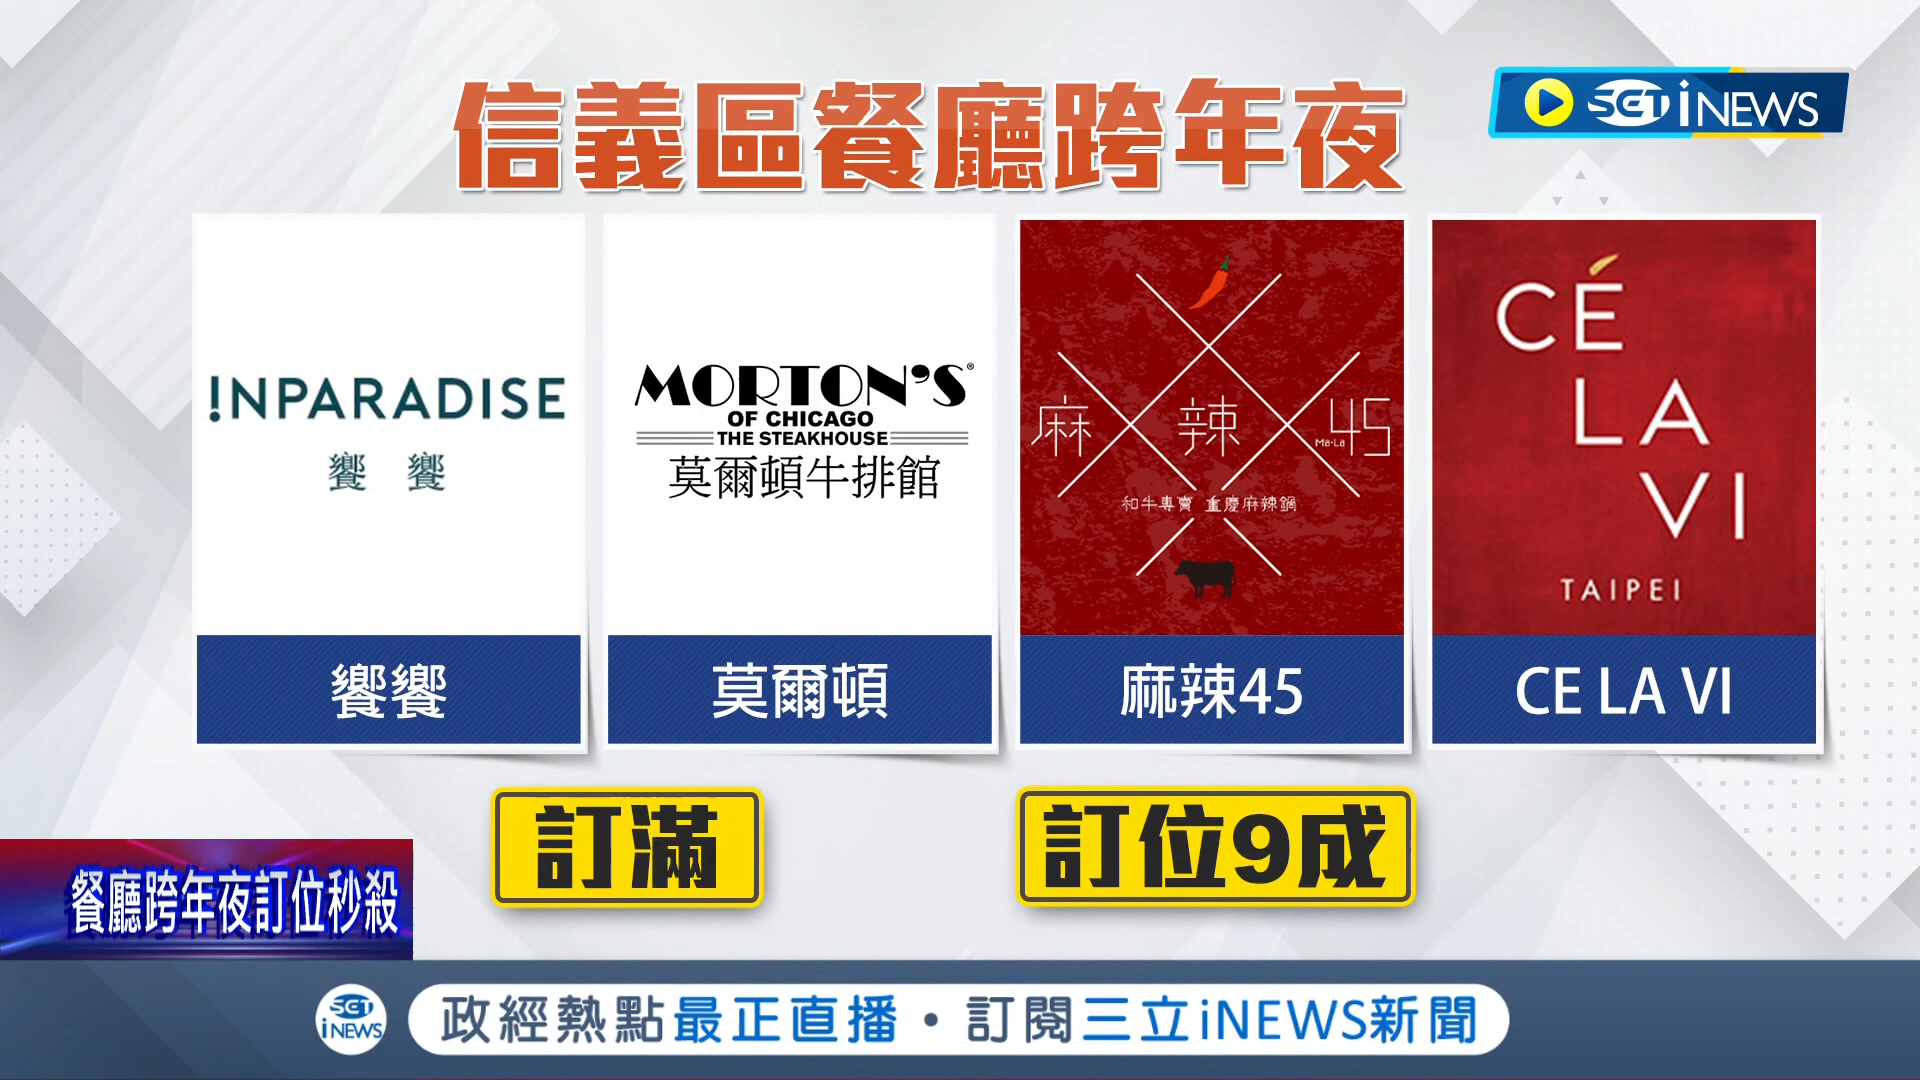 信義區餐廳跨年夜
SET iNEWS
INPARADISE
饗 饗
饗饗
MORTON'S®
OF CHICAGO
THE STEAKHOUSE
莫爾頓牛排館
莫爾頓
麻 辣 45
Ma-La
和牛專賣 重慶麻辣鍋
麻辣45
CÉ
LA
VI
TAIPEI
CE LA VI
訂滿
訂位9成
餐廳跨年夜訂位秒殺
SET
iNEWS
政經熱點最正直播・訂閱三立iNEWS新聞